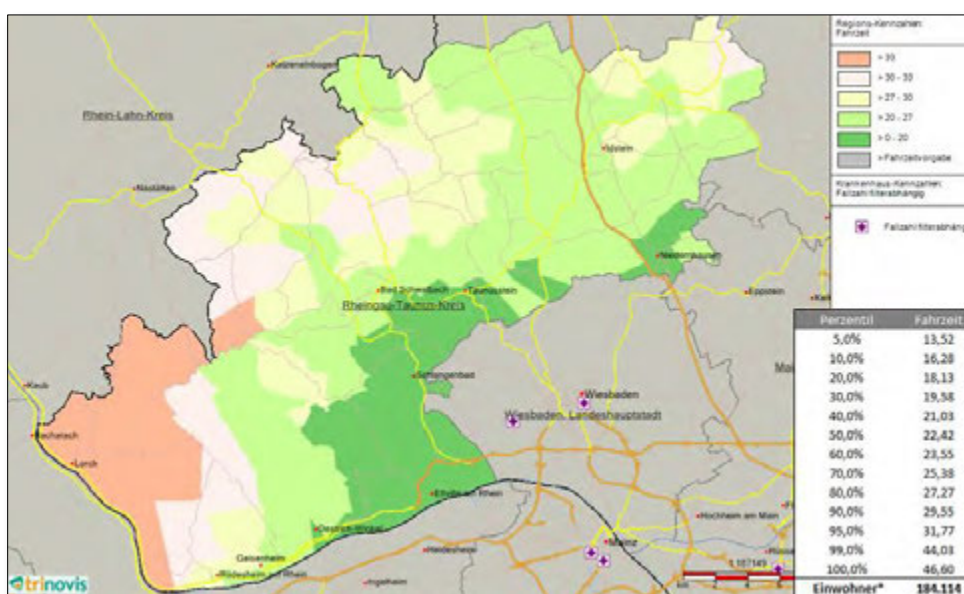 Regions-Kennzahlen:
Fahrzeit
> 30 - 33
> 27 - 30
> 20 - 27
> 0 - 20
> Fahrzeitvorgabe
Krankenhaus-Kennzahlen:
Fallzahl filterabhängig
Fallzahl filterabhäng
Katzenelnbogen
Rhein-Lahn-Kreis
Nastätten
Idstein
Niedernhausen
Bad Schwalbach
Taunusstein
Rheingau-Taunus-Kreis
Eppstein
Schlangenbad
Kaub
Wiesbaden
Wiesbaden, Landeshauptstadt
Bacharach
Lorch
Eltville am Rhein
Oestrich-Winkel
Hochheim am Main
Geisenheim
Heidesheim
Mainz
Rüdesheim am Rhein
Ingelheim
km
trinovis
Perzentil Fahrzeit
5,0% 13,52
10,0% 16,28
20,0% 18,13
30,0% 19,58
40,0% 21,03
50,0% 22,42
60,0% 23,55
70,0% 25,38
80,0% 27,27
90,0% 29,55
95,0% 31,77
99,0% 44,03
100,0% 46,60
Einwohner* 184.114